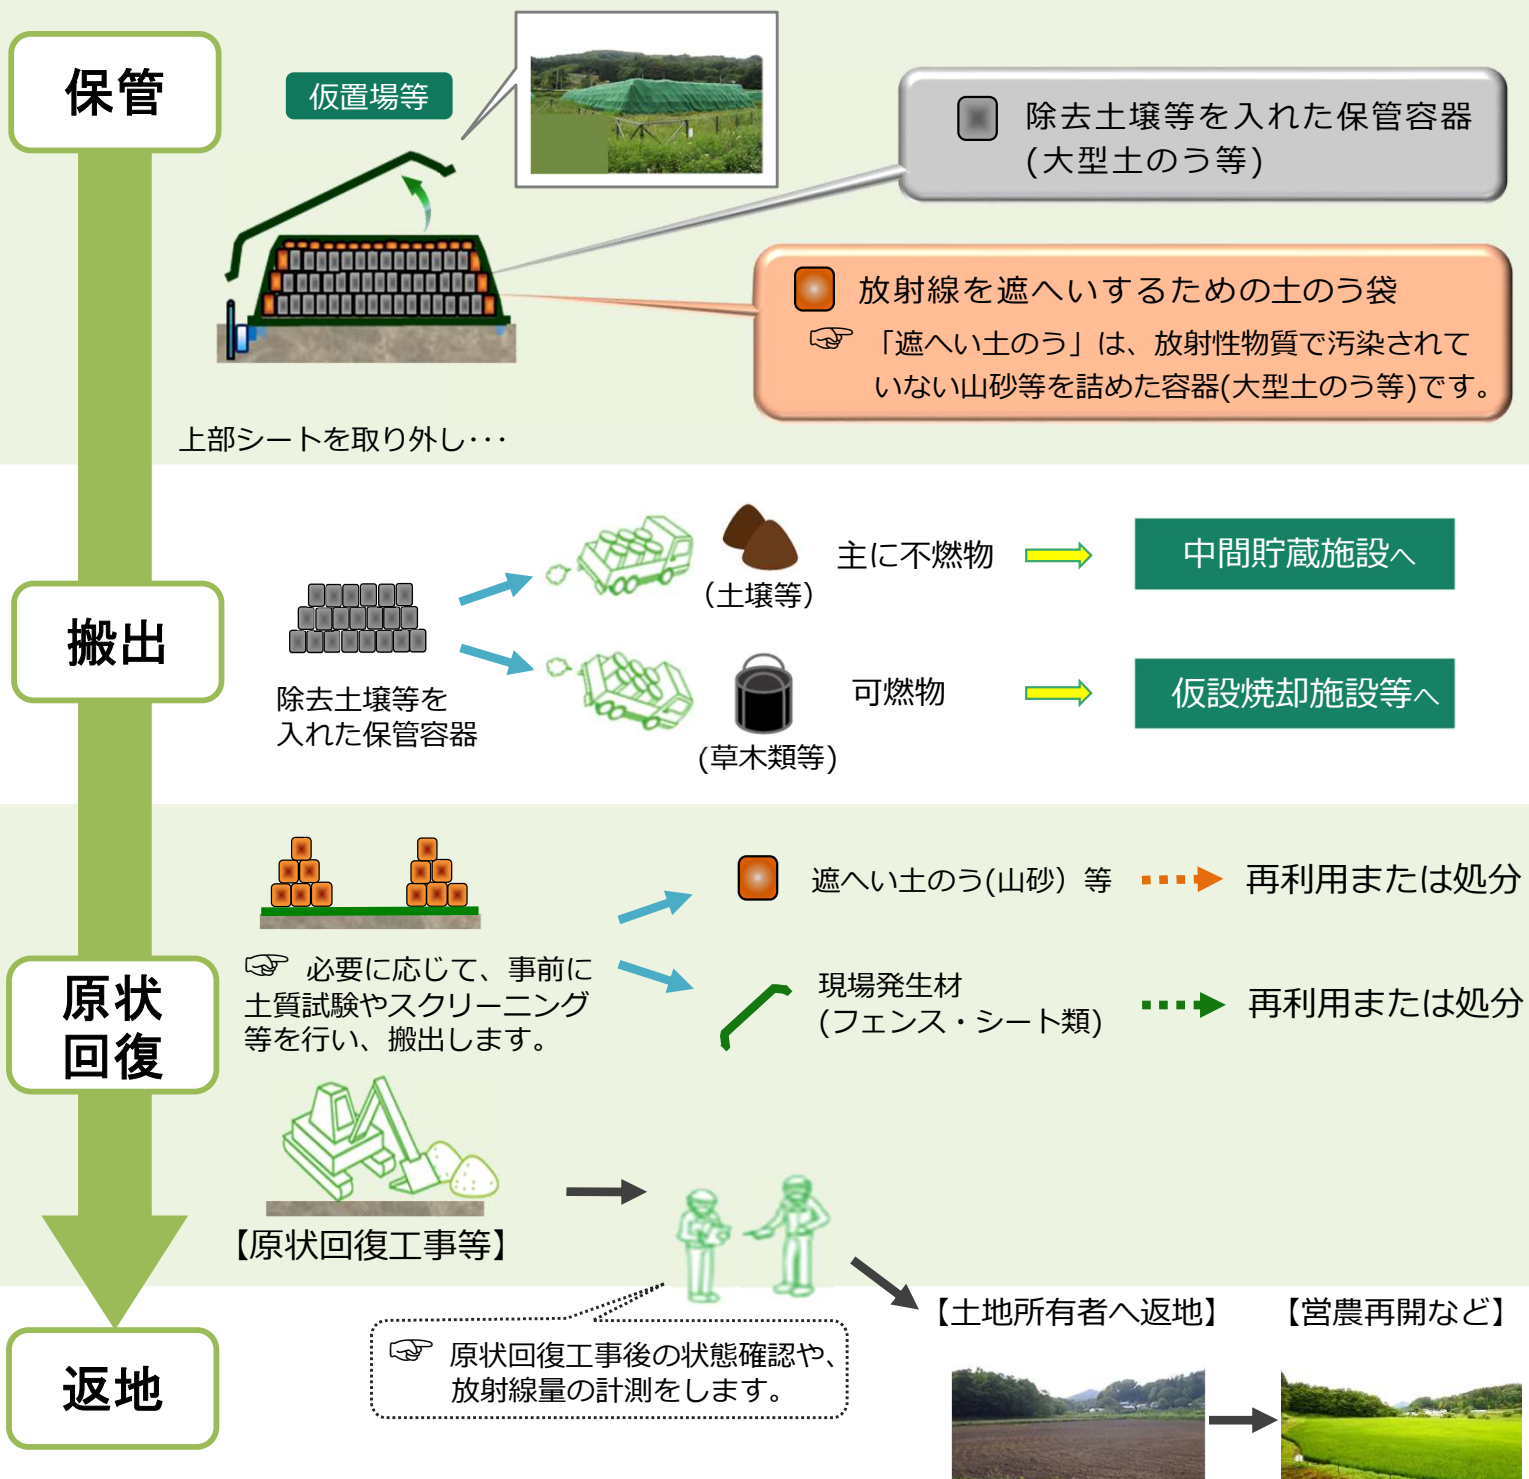 保管
仮置場等
除去土壌等を入れた保管容器
(大型土のう等)
放射線を遮へいするための土のう袋
☞ 「遮へい土のう」は、放射性物質で汚染されて
いない山砂等を詰めた容器(大型土のう等)です。
上部シートを取り外し･･･
搬出
除去土壌等を
入れた保管容器
(土壌等)
主に不燃物
中間貯蔵施設へ
(草木類等)
可燃物
仮設焼却施設等へ
原状
回復
☞ 必要に応じて、事前に
土質試験やスクリーニング
等を行い、搬出します。
遮へい土のう(山砂）等
再利用または処分
現場発生材
(フェンス・シート類)
再利用または処分
【原状回復工事等】
☞ 原状回復工事後の状態確認や、
放射線量の計測をします。
返地
【土地所有者へ返地】
【営農再開など】